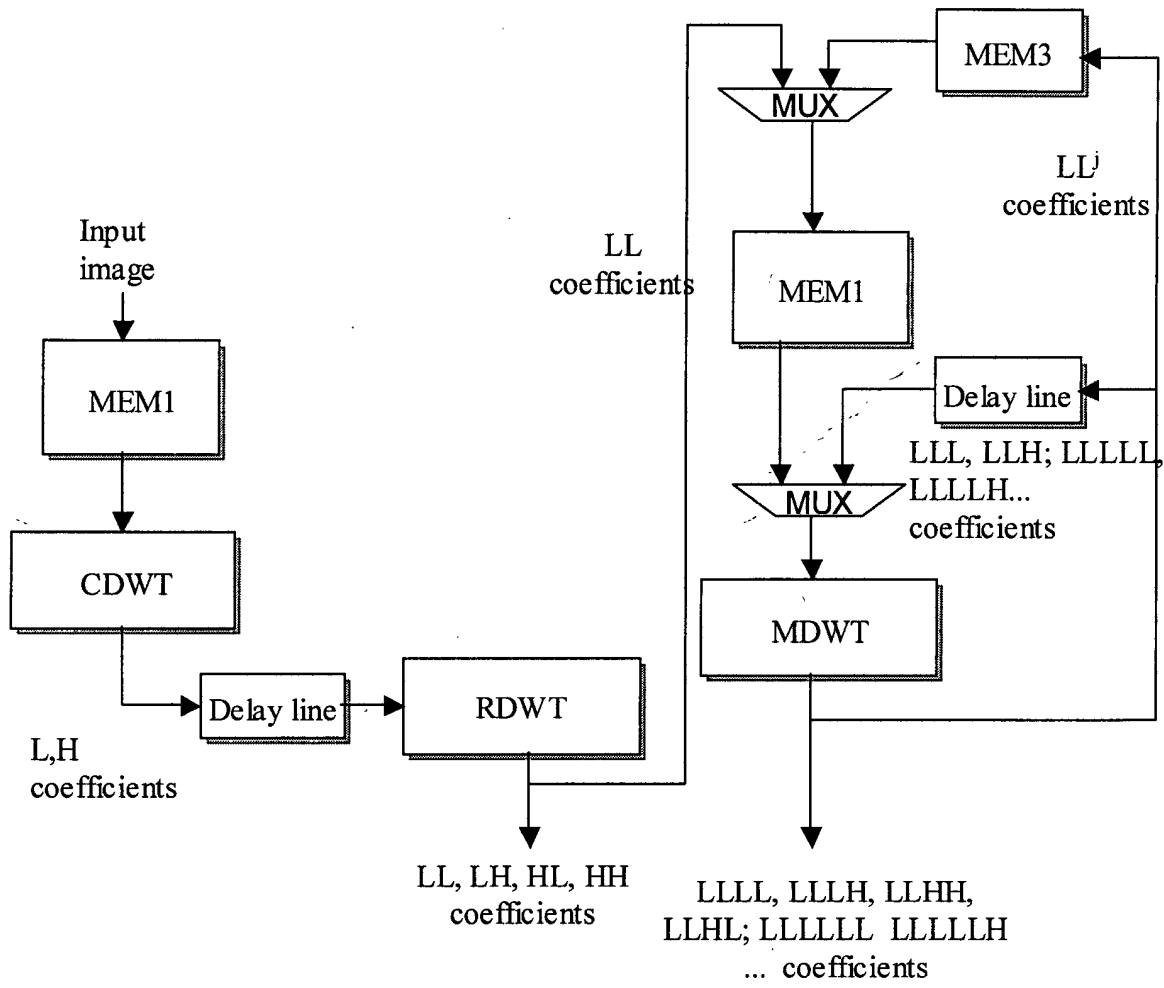 MEM3
MUX
LLj
coefficients
Input
image
LL
coefficients
MEM1
MEM1
Delay line
LLL, LLH; LLLLL,
LLLLH...
coefficients
MUX
CDWT
MDWT
Delay line
RDWT
L,H
coefficients
LL, LH, HL, HH
coefficients
LLLL, LLLH, LLHH,
LLHL; LLLLLL LLLLLH
... coefficients